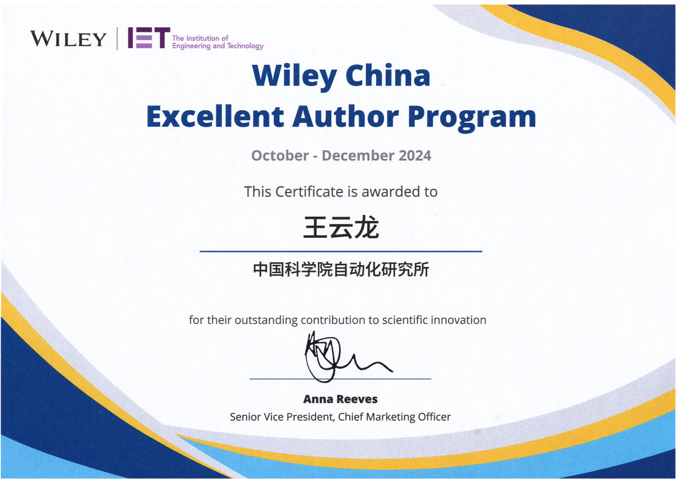 WILEY
IET The Institution of
Engineering and Technology
Wiley China
Excellent Author Program
October - December 2024
This Certificate is awarded to
王云龙
中国科学院自动化研究所
for their outstanding contribution to scientific innovation
Anna Reeves
Senior Vice President, Chief Marketing Officer